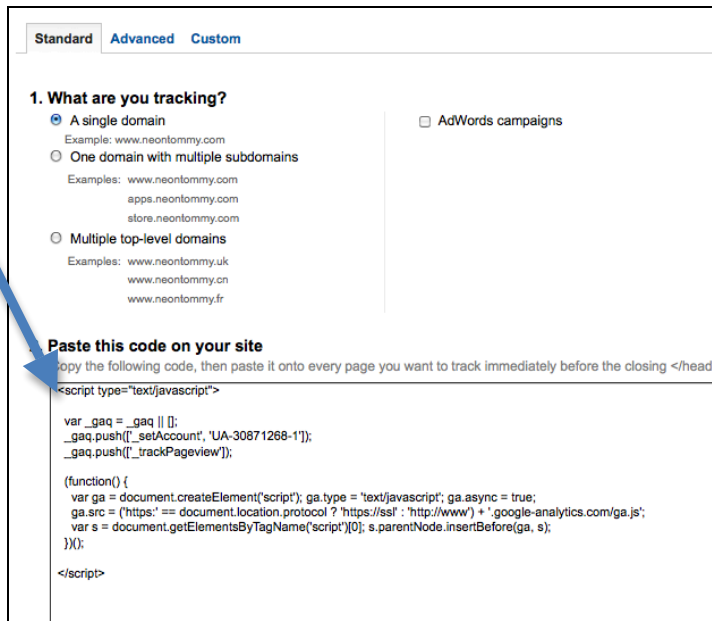 Standard Advanced Custom
1. What are you tracking?
A single domain
Example: www.neontommy.com
One domain with multiple subdomains
Examples: www.neontommy.com
apps.neontommy.com
store.neontommy.com
Multiple top-level domains
Examples: www.neontommy.uk
www.neontommy.cn
www.neontommy.fr
AdWords campaigns
Paste this code on your site
opy the following code, then paste it onto every page you want to track immediately before the closing </head
<script type="text/javascript">
var _gaq = _gaq || [];
_gaq.push(['_setAccount', 'UA-30871268-1']);
_gaq.push(['_trackPageview']);
(function() {
var ga = document.createElement('script'); ga.type = 'text/javascript'; ga.async = true;
ga.src = ('https:' == document.location.protocol ? 'https://ssl' : 'http://www') + '.google-analytics.com/ga.js';
var s = document.getElementsByTagName('script')[0]; s.parentNode.insertBefore(ga, s);
})();
</script>